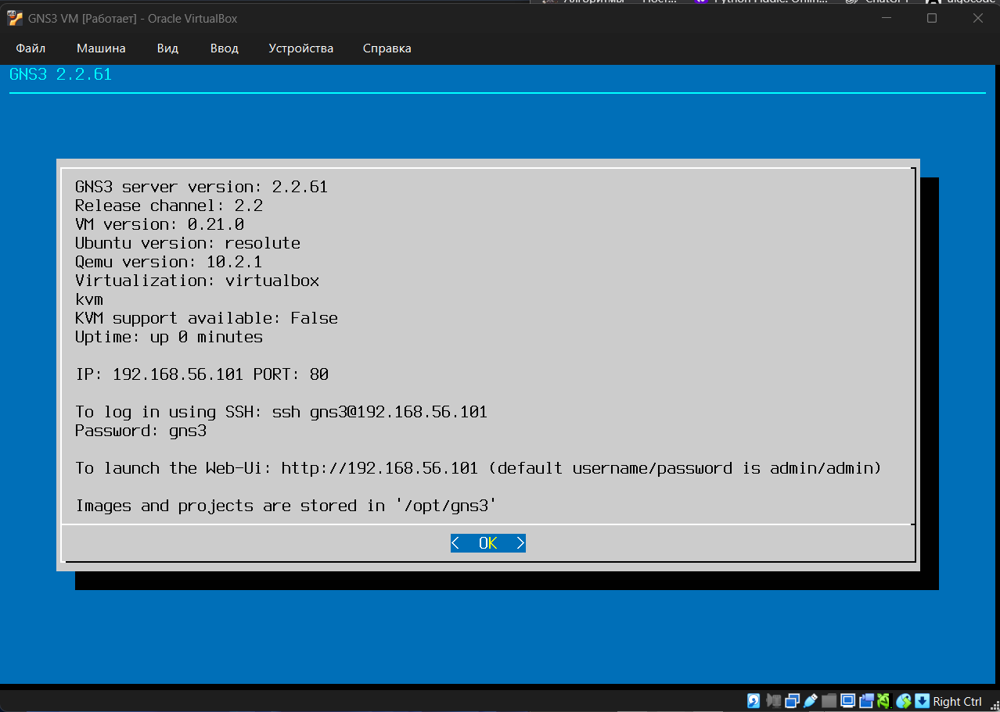 GNS3 VM [Работает] - Oracle VirtualBox
Файл Машина Вид Ввод Устройства Справка
GNS3 2.2.61
GNS3 server version: 2.2.61
Release channel: 2.2
VM version: 0.21.0
Ubuntu version: resolute
Qemu version: 10.2.1
Virtualization: virtualbox
kvm
KVM support available: False
Uptime: up 0 minutes
IP: 192.168.56.101 PORT: 80
To log in using SSH: ssh gns3@192.168.56.101
Password: gns3
To launch the Web-Ui: http://192.168.56.101 (default username/password is admin/admin)
Images and projects are stored in '/opt/gns3'
< OK >
Right Ctrl